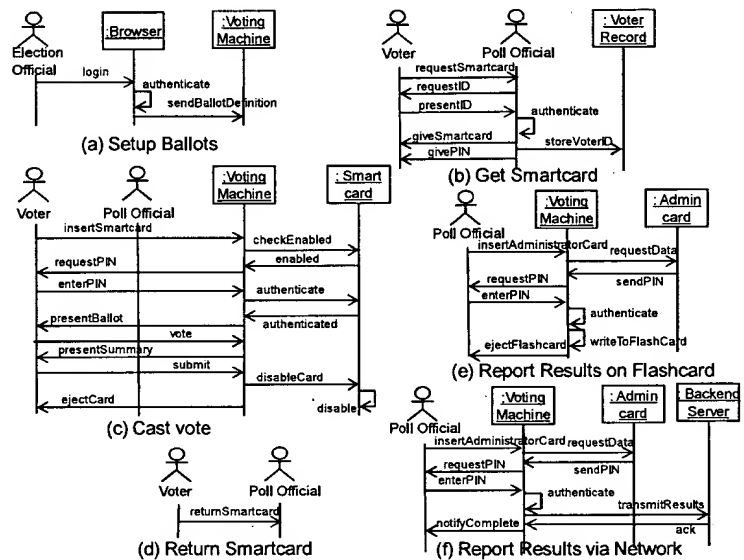 Election
Official
:Browser
:Voting
Machine
login
authenticate
sendBallotDefinition
(a) Setup Ballots
Voter
Poll Official
:Voter
Record
requestSmartcard
requestID
presentID
authenticate
giveSmartcard
storeVoterID
givePIN
(b) Get Smartcard
Voter
Poll Official
:Voting
Machine
:Smart
card
insertSmartcard
checkEnabled
enabled
requestPIN
enterPIN
authenticate
authenticated
presentBallot
vote
presentSummary
submit
disableCard
disable
ejectCard
(c) Cast vote
Voter
Poll Official
returnSmartcard
(d) Return Smartcard
Poll Official
:Voting
Machine
:Admin
card
insertAdministratorCard
requestData
sendPIN
requestPIN
enterPIN
authenticate
writeToFlashCard
ejectFlashcard
(e) Report Results on Flashcard
Poll Official
:Voting
Machine
:Admin
card
:Backend
Server
insertAdministratorCard
requestData
sendPIN
requestPIN
enterPIN
authenticate
transmitResults
ack
notifyComplete
(f) Report Results via Network